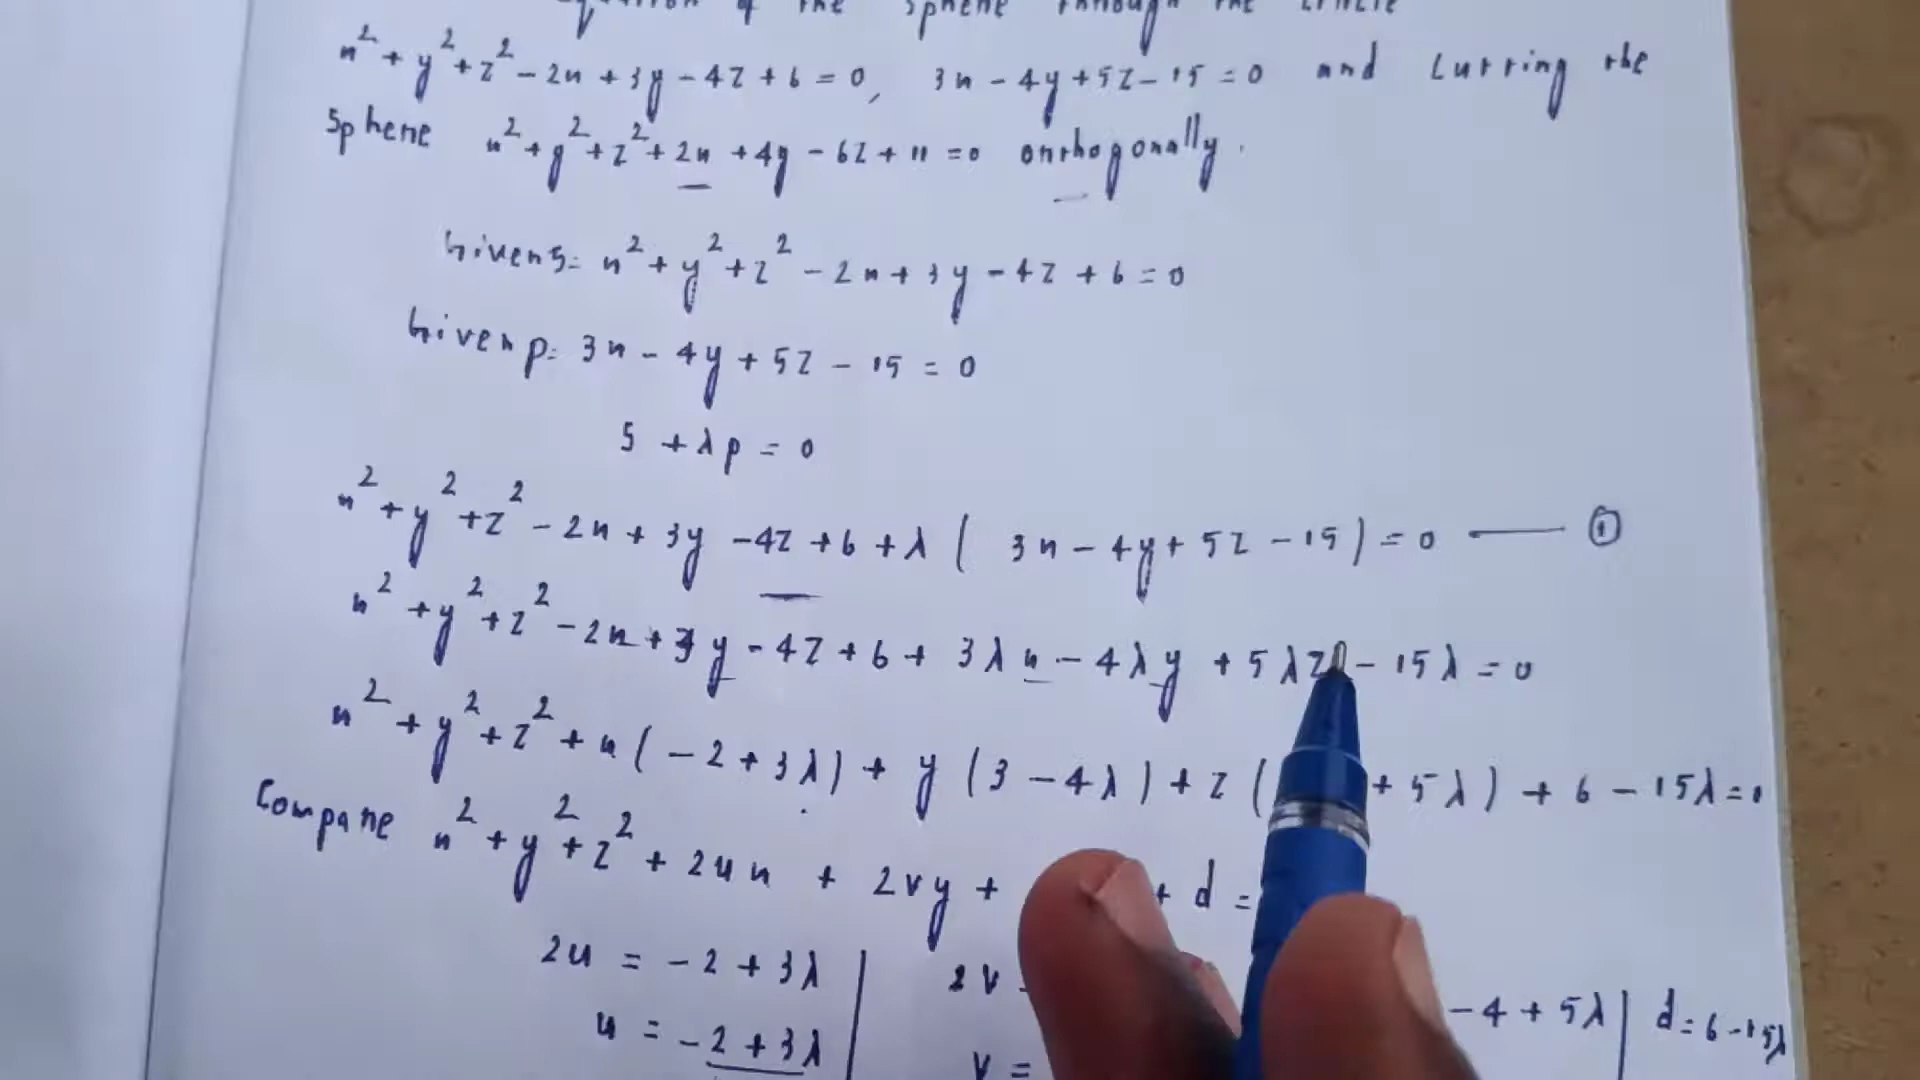 equation of the sphere through the circle
x² + y² + z² - 2x + 3y - 4z + 6 = 0, 3x - 4y + 5z - 15 = 0 and cutting the
sphere x² + y² + z² + 2x + 4y - 6z + 11 = 0 orthogonally.
Given S = x² + y² + z² - 2x + 3y - 4z + 6 = 0
Given p = 3x - 4y + 5z - 15 = 0
S + λp = 0
x² + y² + z² - 2x + 3y - 4z + 6 + λ ( 3x - 4y + 5z - 15 ) = 0 —— ①
x² + y² + z² - 2x + 3y - 4z + 6 + 3λx - 4λy + 5λz - 15λ = 0
x² + y² + z² + x ( - 2 + 3λ ) + y ( 3 - 4λ ) + z ( + 5λ ) + 6 - 15λ = 0
Compare x² + y² + z² + 2ux + 2vy + + d =
2u = - 2 + 3λ | 2v - 4 + 5λ | d = 6 - 15λ
u = - 2 + 3λ | v =